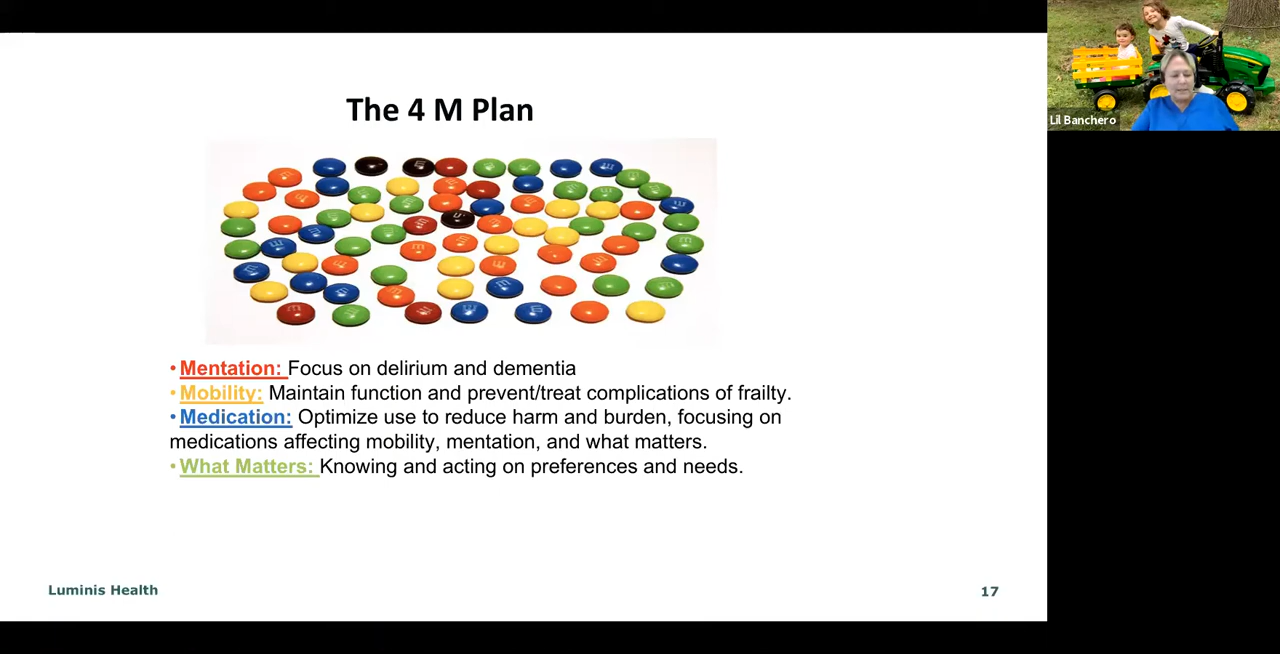 Lil Banchero
The 4 M Plan
• Mentation: Focus on delirium and dementia
• Mobility: Maintain function and prevent/treat complications of frailty.
• Medication: Optimize use to reduce harm and burden, focusing on
medications affecting mobility, mentation, and what matters.
• What Matters: Knowing and acting on preferences and needs.
Luminis Health
17